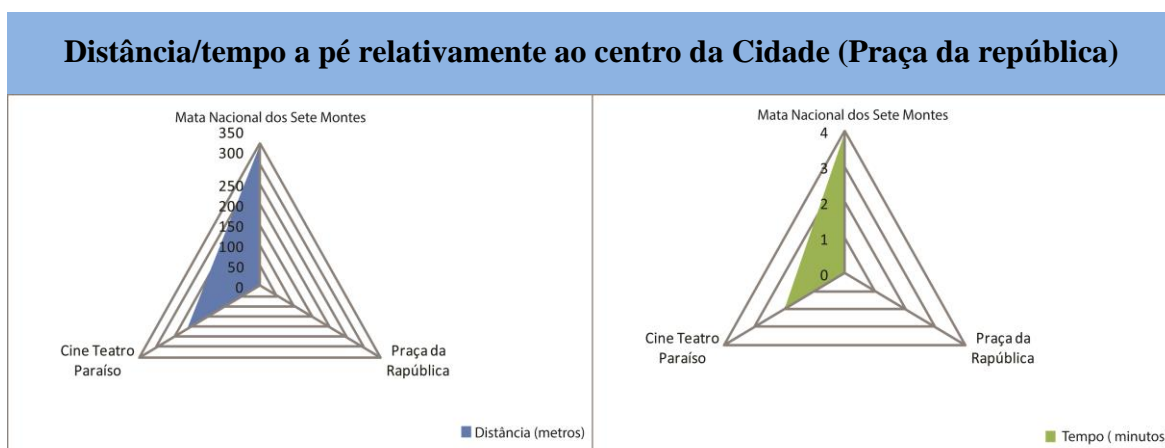 Distância/tempo a pé relativamente ao centro da Cidade (Praça da república)
Mata Nacional dos Sete Montes
350
300
250
200
150
100
50
0
Cine Teatro
Paraíso
Praça da
Rapública
Distância (metros)
Mata Nacional dos Sete Montes
4
3
2
1
0
Cine Teatro
Paraíso
Praça da
Rapública
Tempo ( minutos